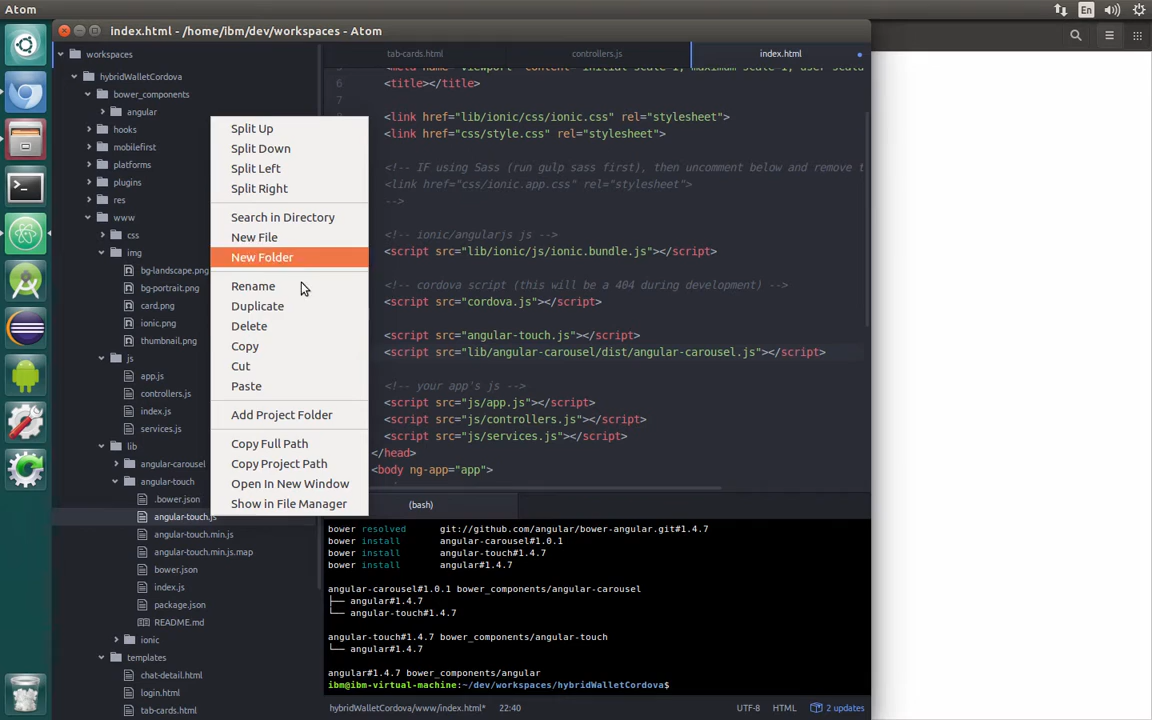 Atom
En
index.html - /home/ibm/dev/workspaces - Atom
workspaces
hybridWalletCordova
bower_components
angular
hooks
mobilefirst
platforms
plugins
res
www
css
img
bg-landscape.png
bg-portrait.png
card.png
ionic.png
thumbnail.png
js
app.js
controllers.js
index.js
services.js
lib
angular-carousel
angular-touch
.bower.json
angular-touch.js
angular-touch.min.js
angular-touch.min.js.map
bower.json
index.js
package.json
README.md
ionic
templates
chat-detail.html
login.html
tab-cards.html
Split Up
Split Down
Split Left
Split Right
Search in Directory
New File
New Folder
Rename
Duplicate
Delete
Copy
Cut
Paste
Add Project Folder
Copy Full Path
Copy Project Path
Open In New Window
Show in File Manager
tab-cards.html
controllers.js
index.html
6 <title></title>
7
<link href="lib/ionic/css/ionic.css" rel="stylesheet">
<link href="css/style.css" rel="stylesheet">
<!-- IF using Sass (run gulp sass first), then uncomment below and remove t
<link href="css/ionic.app.css" rel="stylesheet">
-->
<!-- ionic/angularjs js -->
<script src="lib/ionic/js/ionic.bundle.js"></script>
<!-- cordova script (this will be a 404 during development) -->
<script src="cordova.js"></script>
<script src="angular-touch.js"></script>
<script src="lib/angular-carousel/dist/angular-carousel.js"></script>
<!-- your app's js -->
<script src="js/app.js"></script>
<script src="js/controllers.js"></script>
<script src="js/services.js"></script>
</head>
<body ng-app="app">
(bash)
bower resolved git://github.com/angular/bower-angular.git#1.4.7
bower install angular-carousel#1.0.1
bower install angular-touch#1.4.7
bower install angular#1.4.7
angular-carousel#1.0.1 bower_components/angular-carousel
├── angular#1.4.7
└── angular-touch#1.4.7
angular-touch#1.4.7 bower_components/angular-touch
└── angular#1.4.7
angular#1.4.7 bower_components/angular
ibm@ibm-virtual-machine:~/dev/workspaces/hybridWalletCordova$
hybridWalletCordova/www/index.html* 22:40
UTF-8 HTML 2 updates